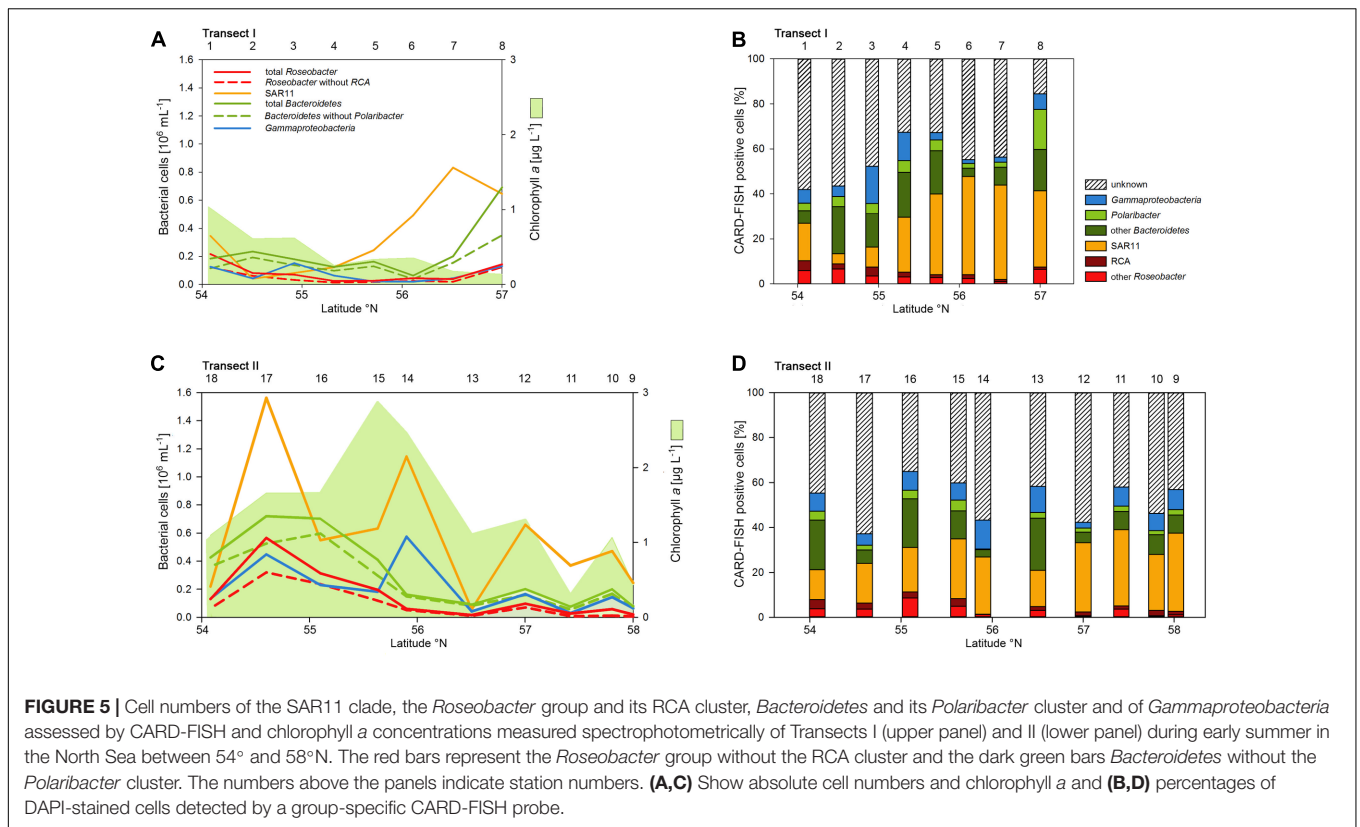 A
Transect I
1 2 3 4 5 6 7 8
1.6
1.4
1.2
1.0
0.8
0.6
0.4
0.2
0.0
Bacterial cells [10⁶ mL⁻¹]
total Roseobacter
Roseobacter without RCA
SAR11
total Bacteroidetes
Bacteroidetes without Polaribacter
Gammaproteobacteria
3
2
1
0
Chlorophyll a [µg L⁻¹]
54 55 56 57
Latitude °N
B
Transect I
1 2 3 4 5 6 7 8
100
80
60
40
20
0
CARD-FISH positive cells [%]
54 55 56 57
Latitude °N
unknown
Gammaproteobacteria
Polaribacter
other Bacteroidetes
SAR11
RCA
other Roseobacter
C
Transect II
18 17 16 15 14 13 12 11 10 9
1.6
1.4
1.2
1.0
0.8
0.6
0.4
0.2
0.0
Bacterial cells [10⁶ mL⁻¹]
3
2
1
0
Chlorophyll a [µg L⁻¹]
54 55 56 57 58
Latitude °N
D
Transect II
18 17 16 15 14 13 12 11 10 9
100
80
60
40
20
0
CARD-FISH positive cells [%]
54 55 56 57 58
Latitude °N
FIGURE 5 | Cell numbers of the SAR11 clade, the Roseobacter group and its RCA cluster, Bacteroidetes and its Polaribacter cluster and of Gammaproteobacteria
assessed by CARD-FISH and chlorophyll a concentrations measured spectrophotometrically of Transects I (upper panel) and II (lower panel) during early summer in
the North Sea between 54° and 58°N. The red bars represent the Roseobacter group without the RCA cluster and the dark green bars Bacteroidetes without the
Polaribacter cluster. The numbers above the panels indicate station numbers. (A,C) Show absolute cell numbers and chlorophyll a and (B,D) percentages of
DAPI-stained cells detected by a group-specific CARD-FISH probe.